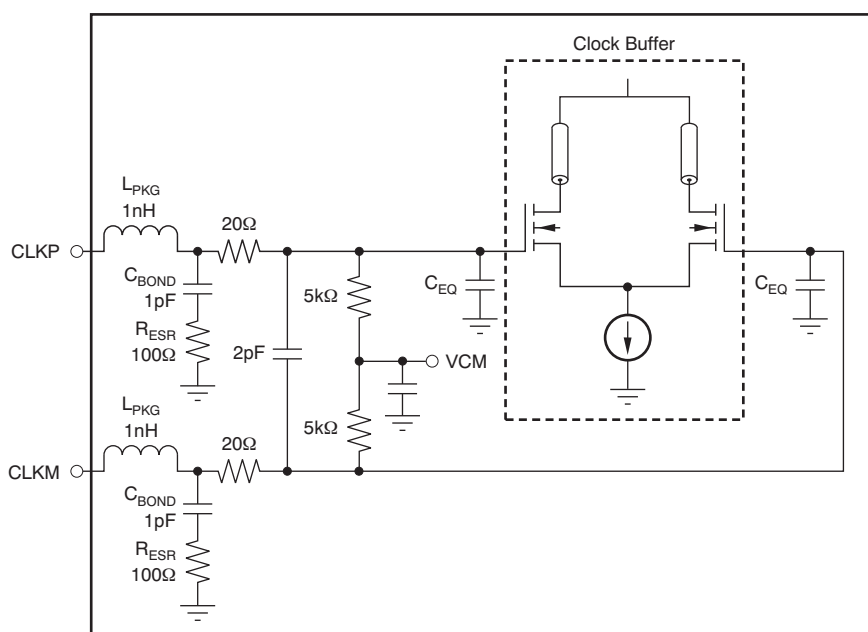 Clock Buffer
L_PKG
1nH
20Ω
CLKP
C_BOND
1pF
R_ESR
100Ω
5kΩ
C_EQ
C_EQ
2pF
VCM
L_PKG
1nH
5kΩ
20Ω
CLKM
C_BOND
1pF
R_ESR
100Ω